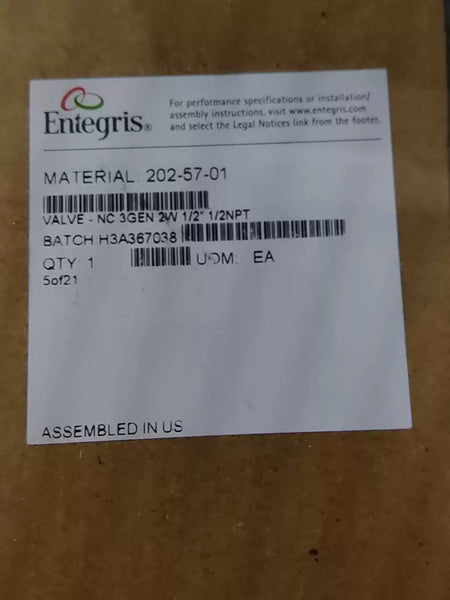 Entegris®
For performance specifications or installation/
assembly instructions, visit www.entegris.com
and select the Legal Notices link from the footer.
MATERIAL: 202-57-01
VALVE - NC 3GEN 2W 1/2" 1/2NPT
BATCH: H3A367038
QTY: 1 UOM: EA
5of21
ASSEMBLED IN US